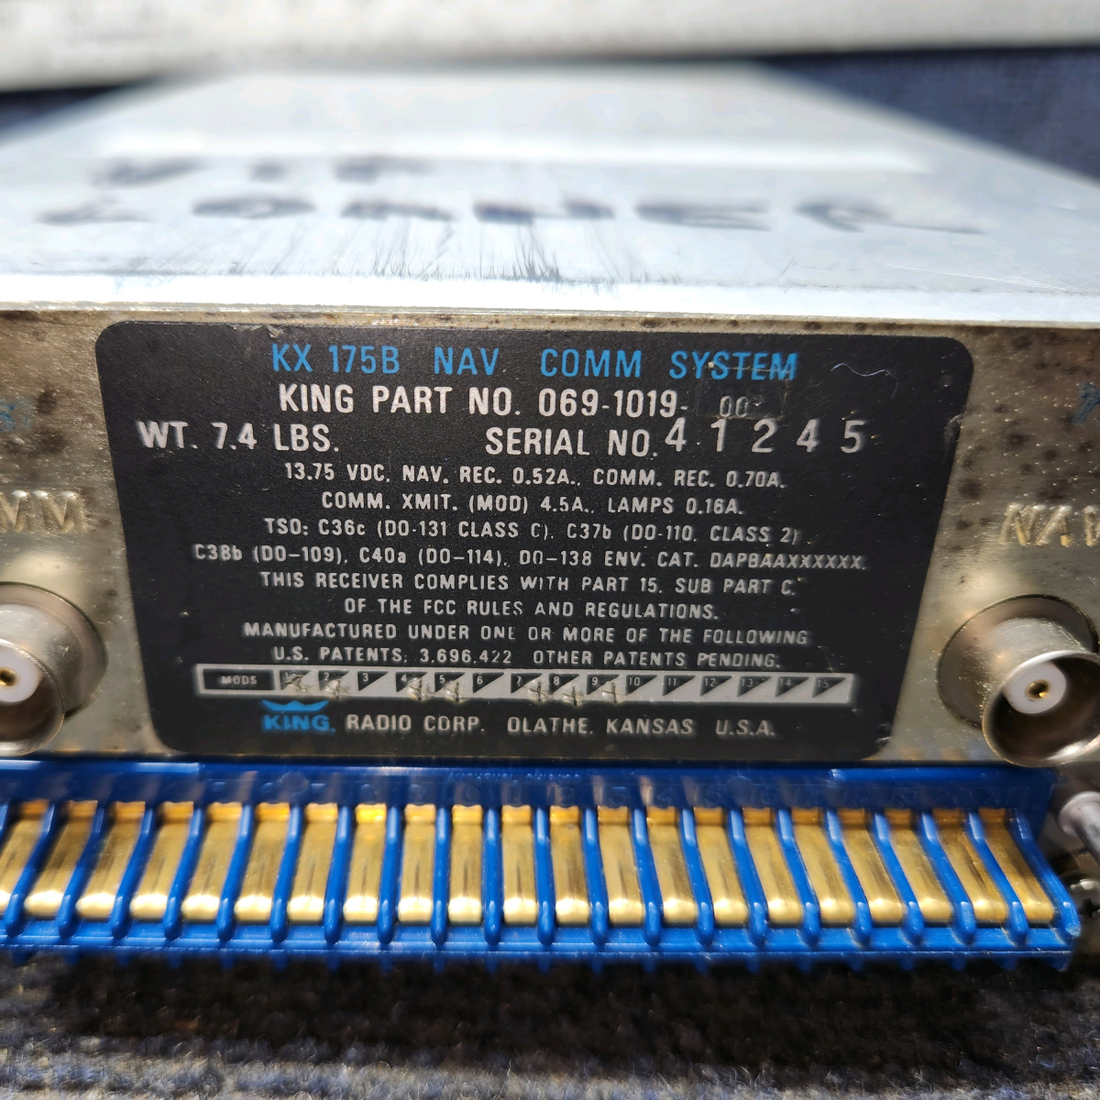 KX 175B NAV COMM SYSTEM
KING PART NO. 069-1019-
WT. 7.4 LBS. SERIAL NO. 41245
13.75 VDC, NAV. REC. 0.52A., COMM. REC. 0.70A.
COMM. XMIT. (MOD) 4.5A., LAMPS 0.16A.
TSO: C36c (DO-131 CLASS C), C37b (DO-110, CLASS 2)
C38b (DO-109), C40a (DO-114), DO-138 ENV. CAT. DAPBAAXXXXXX.
THIS RECEIVER COMPLIES WITH PART 15, SUB PART C,
OF THE FCC RULES AND REGULATIONS.
MANUFACTURED UNDER ONE OR MORE OF THE FOLLOWING
U.S. PATENTS: 3,696,422 OTHER PATENTS PENDING.
MODS 1 2 3 4 5 6 7 8 9 10 11 12 13 14 15
KING. RADIO CORP. OLATHE, KANSAS U.S.A.
NAV